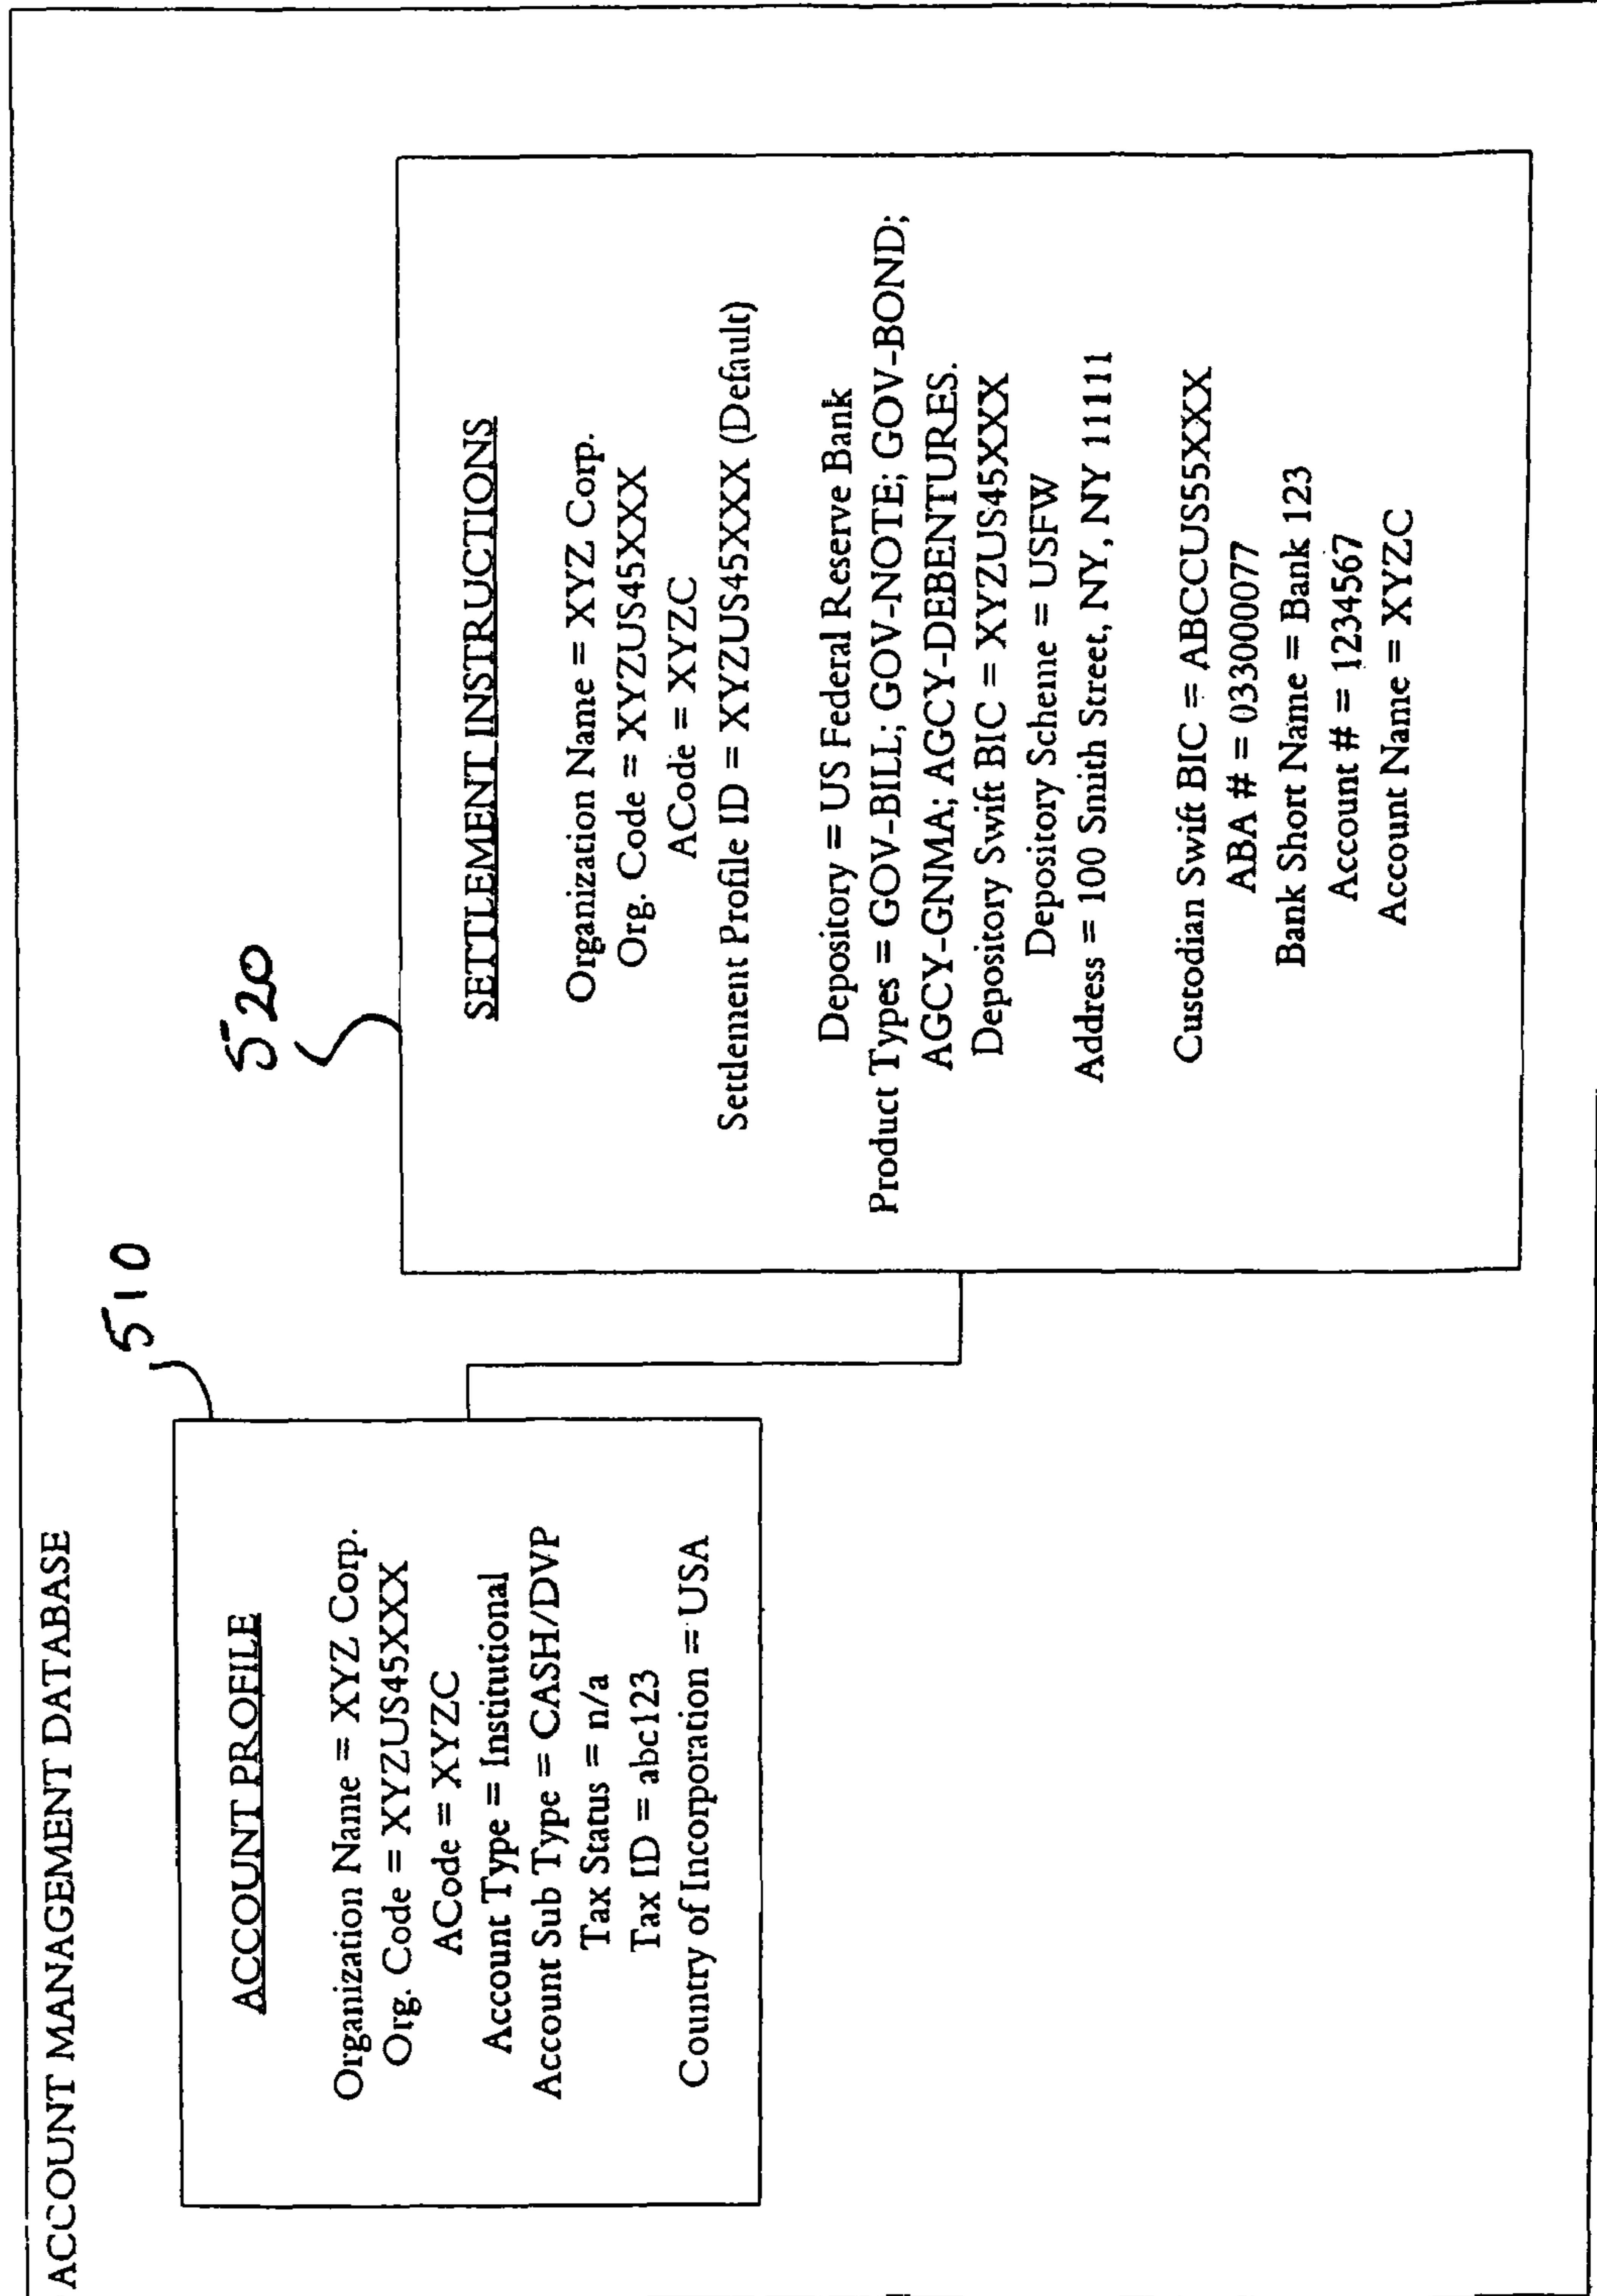 ACCOUNT MANAGEMENT DATABASE
510
ACCOUNT PROFILE
Organization Name = XYZ Corp.
Org. Code = XYZUS45XXX
ACode = XYZC
Account Type = Institutional
Account Sub Type = CASH/DVP
Tax Status = n/a
Tax ID = abc123
Country of Incorporation = USA
520
SETTLEMENT INSTRUCTIONS
Organization Name = XYZ Corp.
Org. Code = XYZUS45XXX
ACode = XYZC
Settlement Profile ID = XYZUS45XXX (Default)
Depository = US Federal Reserve Bank
Product Types = GOV-BILL; GOV-NOTE; GOV-BOND;
AGCY-GNMA; AGCY-DEBENTURES.
Depository Swift BIC = XYZUS45XXX
Depository Scheme = USFW
Address = 100 Smith Street, NY, NY 11111
Custodian Swift BIC = ABCCUS55XXX
ABA # = 033000077
Bank Short Name = Bank 123
Account # = 1234567
Account Name = XYZC